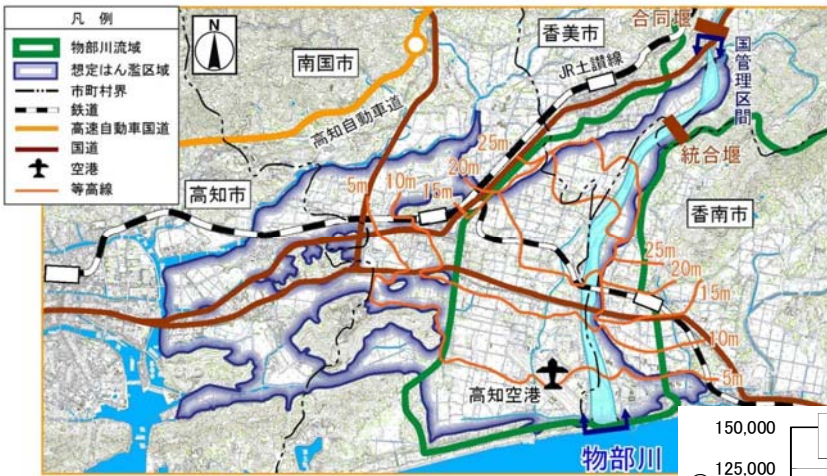 凡 例
物部川流域
想定はん濫区域
市町村界
鉄道
高速自動車国道
国道
空港
等高線
N
南国市
香美市
合同堰
国管理区間
JR土讃線
高知自動車道
統合堰
高知市
香南市
5m
10m
15m
20m
25m
25m
20m
15m
10m
5m
高知空港
物部川
150,000
125,000